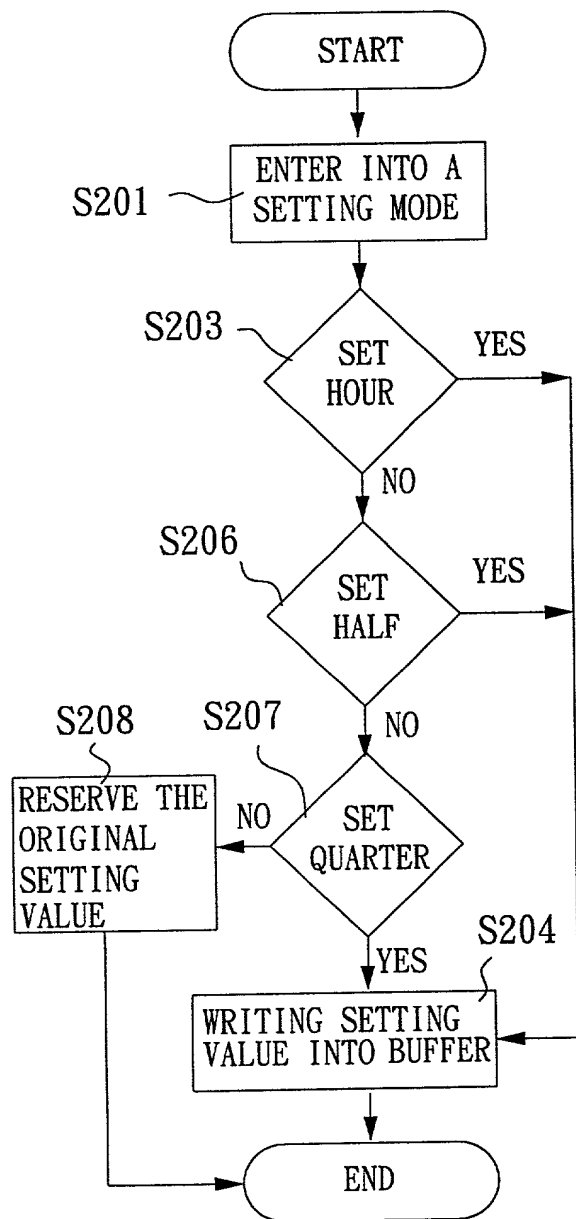 START
ENTER INTO A
SETTING MODE
S201
S203
SET
HOUR
YES
NO
S206
SET
HALF
YES
NO
S207
S208
SET
QUARTER
NO
RESERVE THE
ORIGINAL
SETTING
VALUE
YES
S204
WRITING SETTING
VALUE INTO BUFFER
END